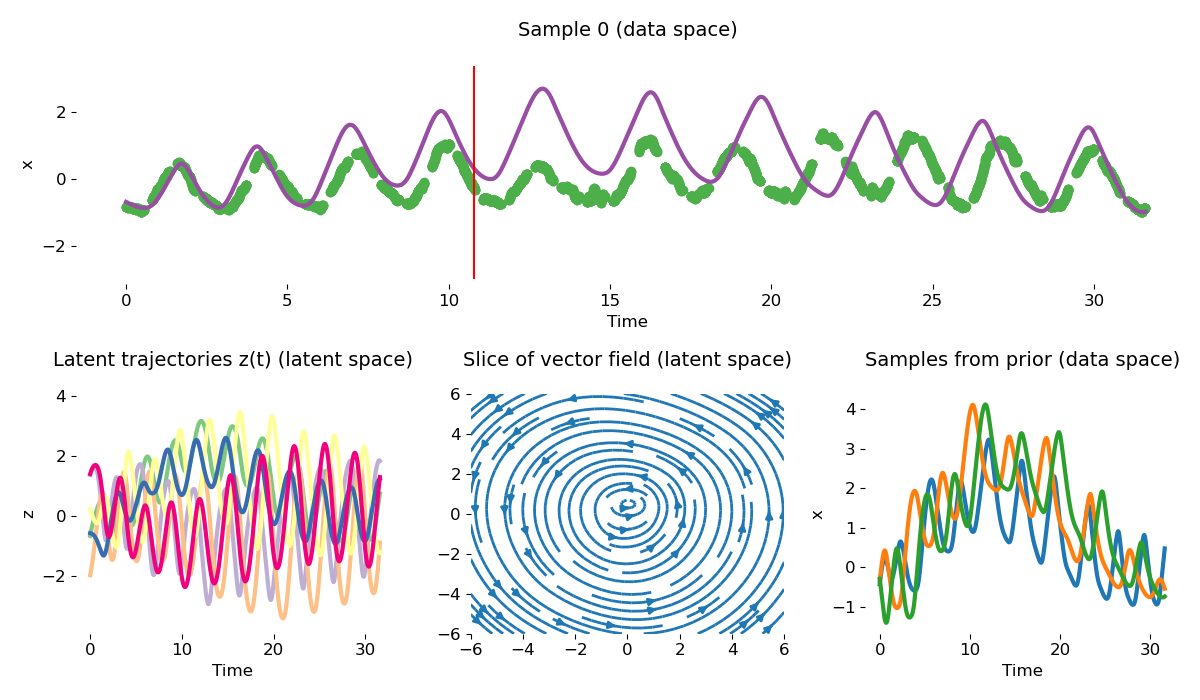 Sample 0 (data space)
x
2
0
−2
0 5 10 15 20 25 30
Time
Latent trajectories z(t) (latent space)
z
4
2
0
−2
0 10 20 30
Time
Slice of vector field (latent space)
6
4
2
0
−2
−4
−6
−6 −4 −2 0 2 4 6
Samples from prior (data space)
x
4
3
2
1
0
−1
0 10 20 30
Time